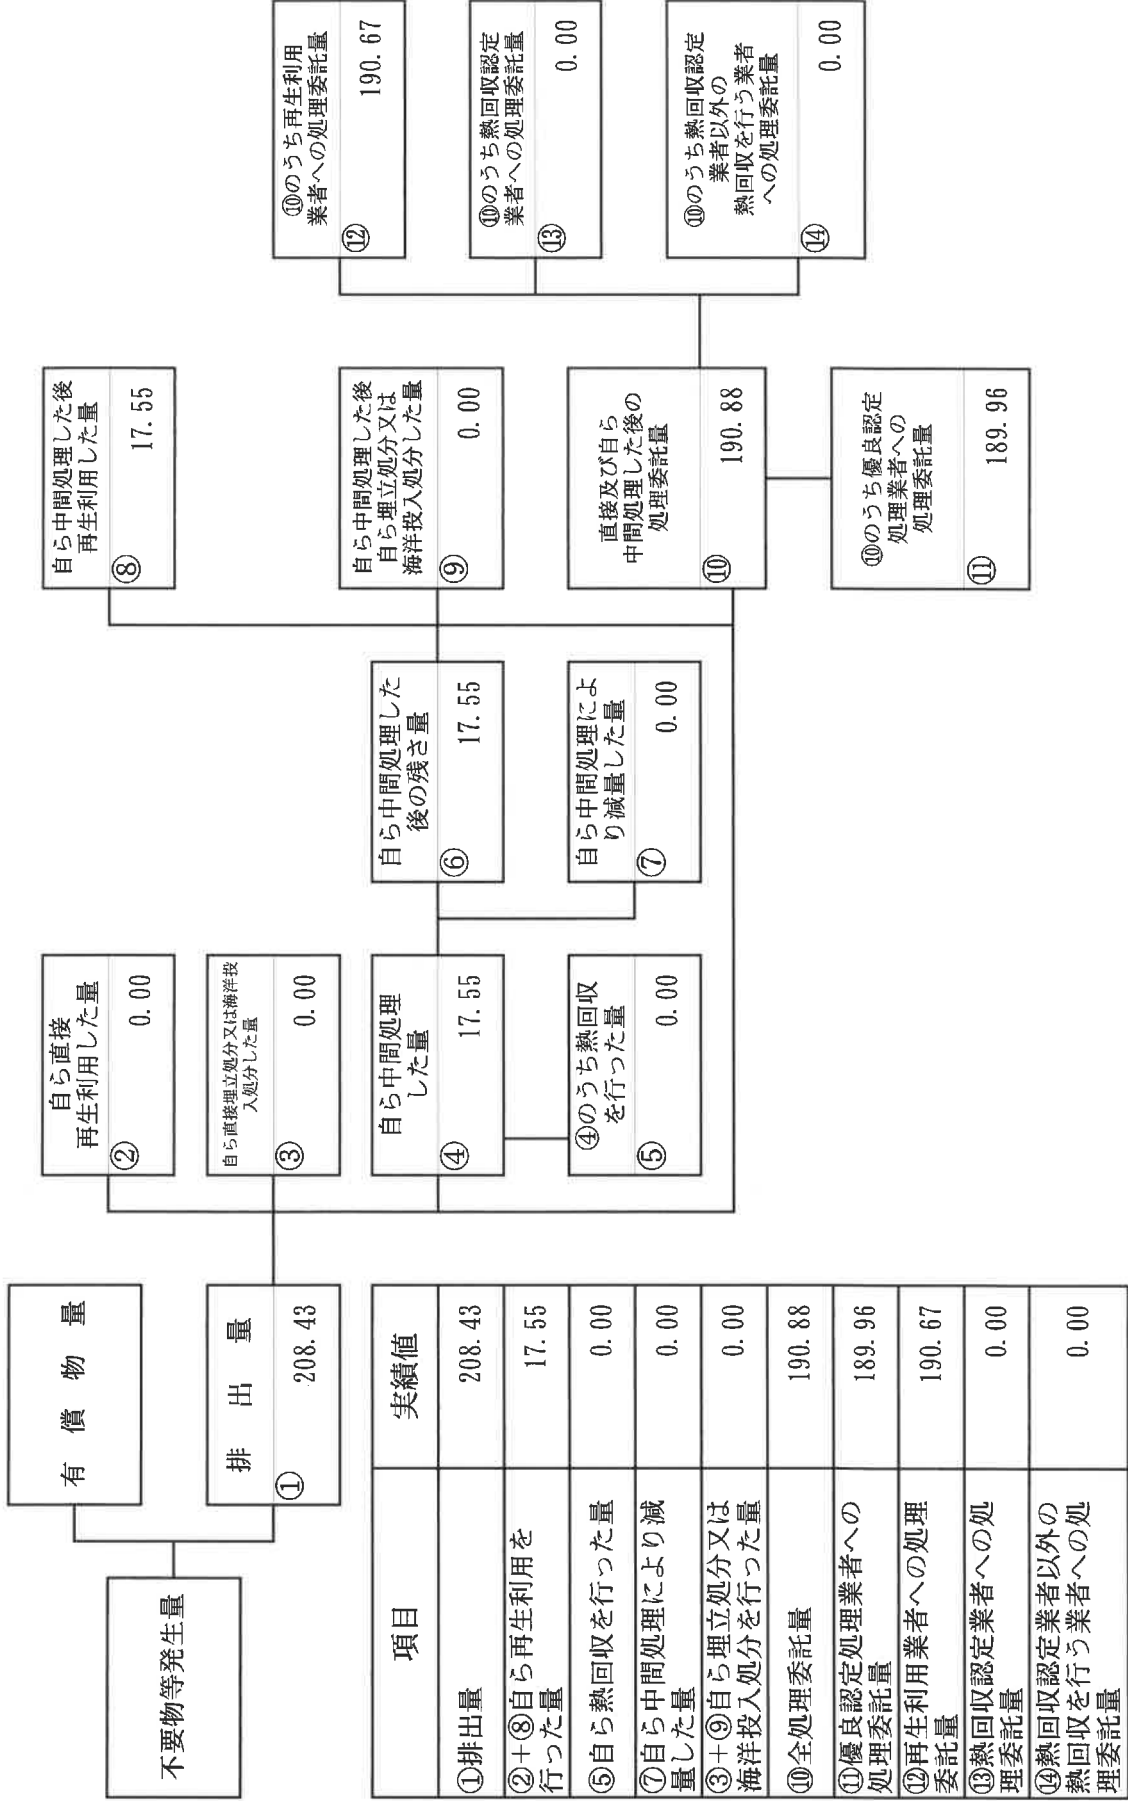 不要物等発生量
有償物量
排出量
① 208.43
自ら直接
再生利用した量
② 0.00
自ら直接埋立処分又は海洋投
入処分した量
③ 0.00
自ら中間処理
した量
④ 17.55
④のうち熱回収
を行った量
⑤ 0.00
自ら中間処理した
後の残さ量
⑥ 17.55
自ら中間処理によ
り減量した量
⑦ 0.00
自ら中間処理した後
再生利用した量
⑧ 17.55
自ら中間処理した後
自ら埋立処分又は
海洋投入処分した量
⑨ 0.00
直接及び自ら
中間処理した後の
処理委託量
⑩ 190.88
⑩のうち優良認定
処理業者への
処理委託量
⑪ 189.96
⑩のうち再生利用
業者への処理委託量
⑫ 190.67
⑩のうち熱回収認定
業者への処理委託量
⑬ 0.00
⑩のうち熱回収認定
業者以外の
熱回収を行う業者
への処理委託量
⑭ 0.00
項目 実績値
①排出量 208.43
②+⑧自ら再生利用を
行った量 17.55
⑤自ら熱回収を行った量 0.00
⑦自ら中間処理により減
量した量 0.00
③+⑨自ら埋立処分又は
海洋投入処分を行った量 0.00
⑩全処理委託量 190.88
⑪優良認定処理業者への
処理委託量 189.96
⑫再生利用業者への処理
委託量 190.67
⑬熱回収認定業者への処
理委託量 0.00
⑭熱回収認定業者以外の
熱回収を行う業者への処
理委託量 0.00